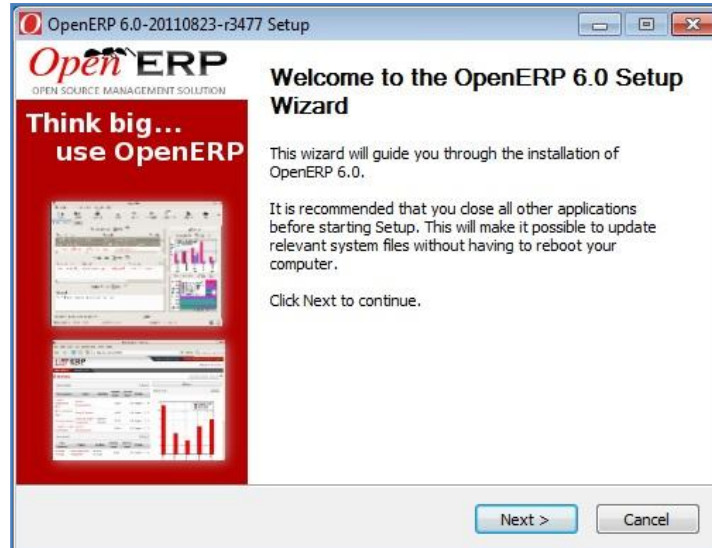 OpenERP 6.0-20110823-r3477 Setup
Open ERP
OPEN SOURCE MANAGEMENT SOLUTION
Think big...
use OpenERP
Welcome to the OpenERP 6.0 Setup
Wizard
This wizard will guide you through the installation of
OpenERP 6.0.
It is recommended that you close all other applications
before starting Setup. This will make it possible to update
relevant system files without having to reboot your
computer.
Click Next to continue.
Next >
Cancel